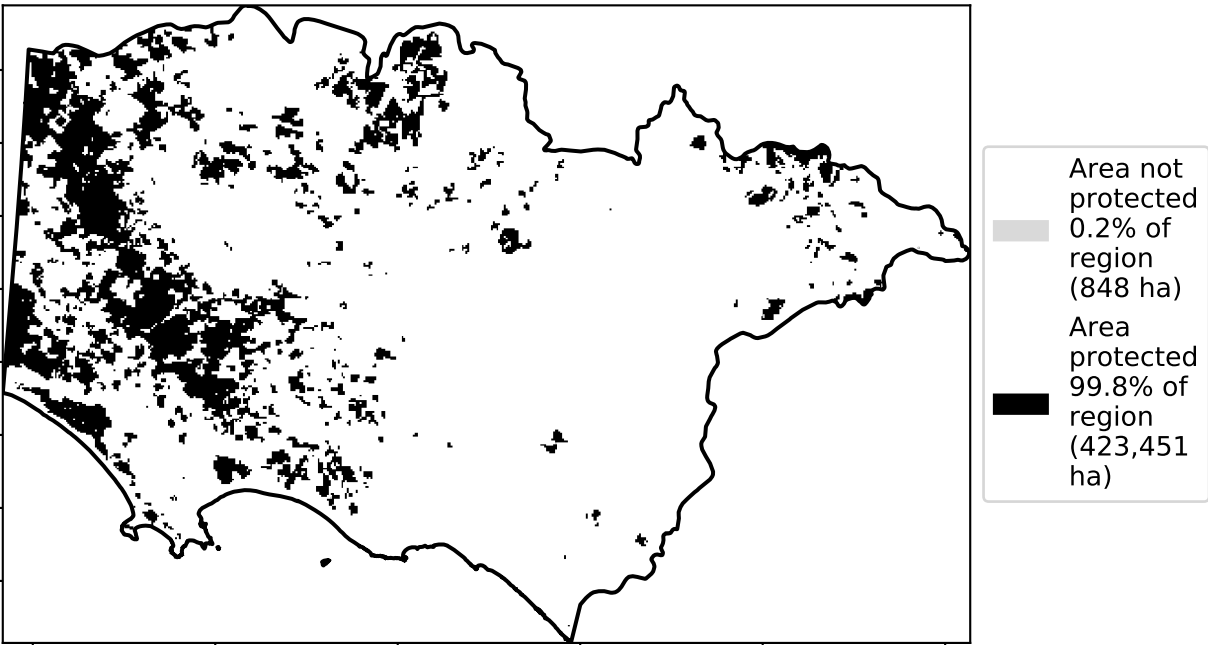 Area not
protected
0.2% of
region
(848 ha)
Area
protected
99.8% of
region
(423,451
ha)